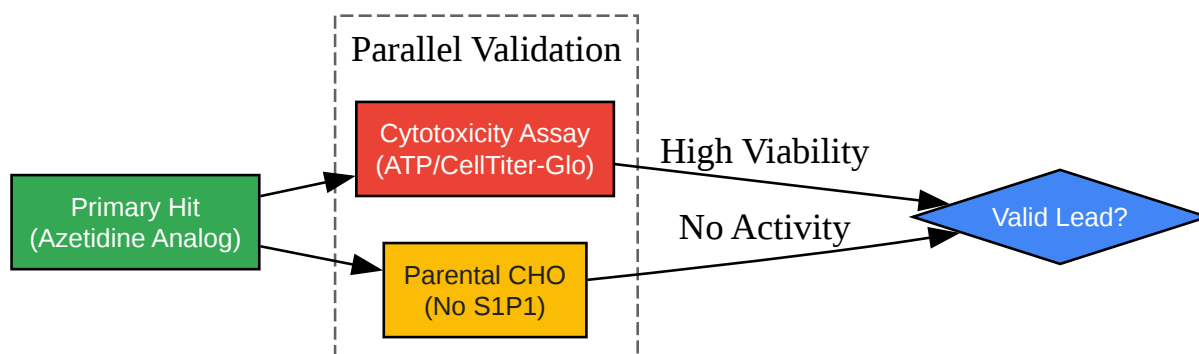 Parallel Validation
Primary Hit
(Azetidine Analog)
Cytotoxicity Assay
(ATP/CellTiter-Glo)
Parental CHO
(No S1P1)
High Viability
No Activity
Valid Lead?